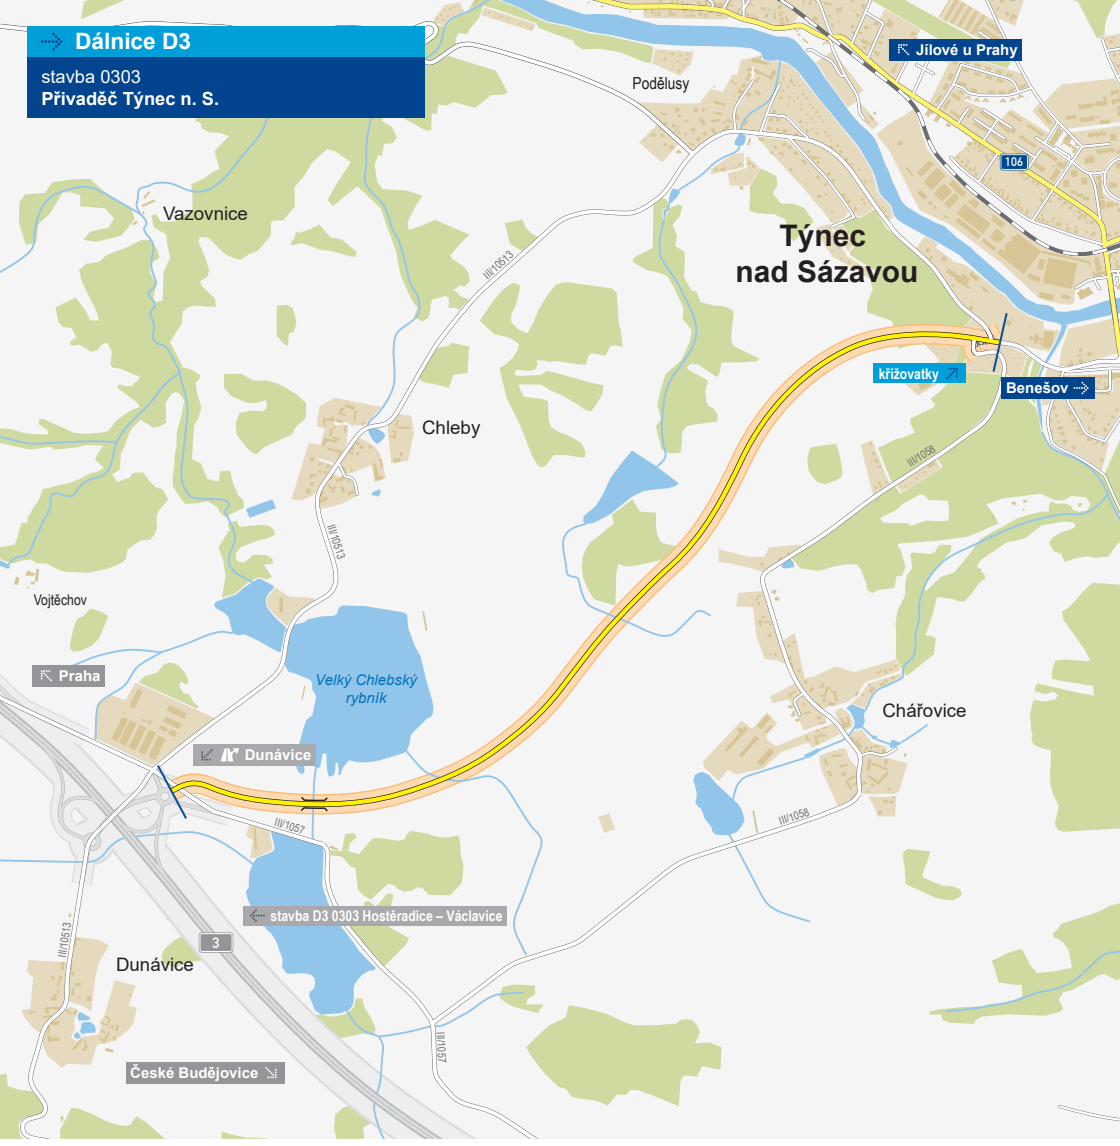 Dálnice D3
stavba 0303
Přivaděč Týnec n. S.
Jílové u Prahy
Podělusy
106
Vazovnice
Týnec
nad Sázavou
III/10513
křižovatky
Benešov
Chleby
III/1058
III/10513
Vojtěchov
Praha
Velký Chlebský
rybník
Chářovice
Dunávice
III/1057
III/1058
stavba D3 0303 Hostěradice – Václavice
III/10513
3
Dunávice
III/1057
České Budějovice